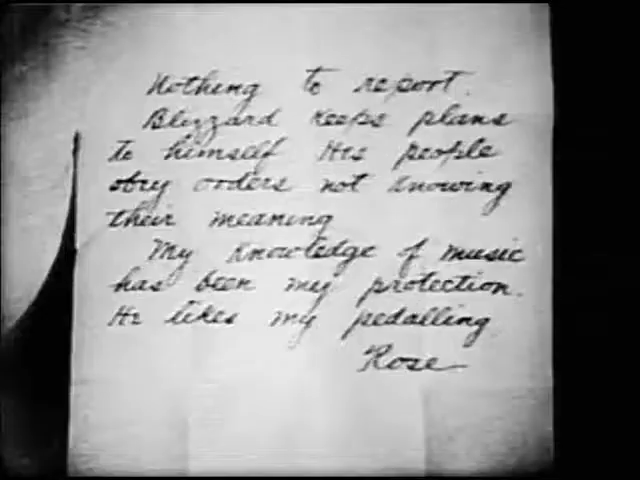 Nothing to report.
Blizzard keeps plans
to himself His people
obey orders not knowing
their meaning
My knowledge of music
has been my protection.
He likes my pedalling
Rose